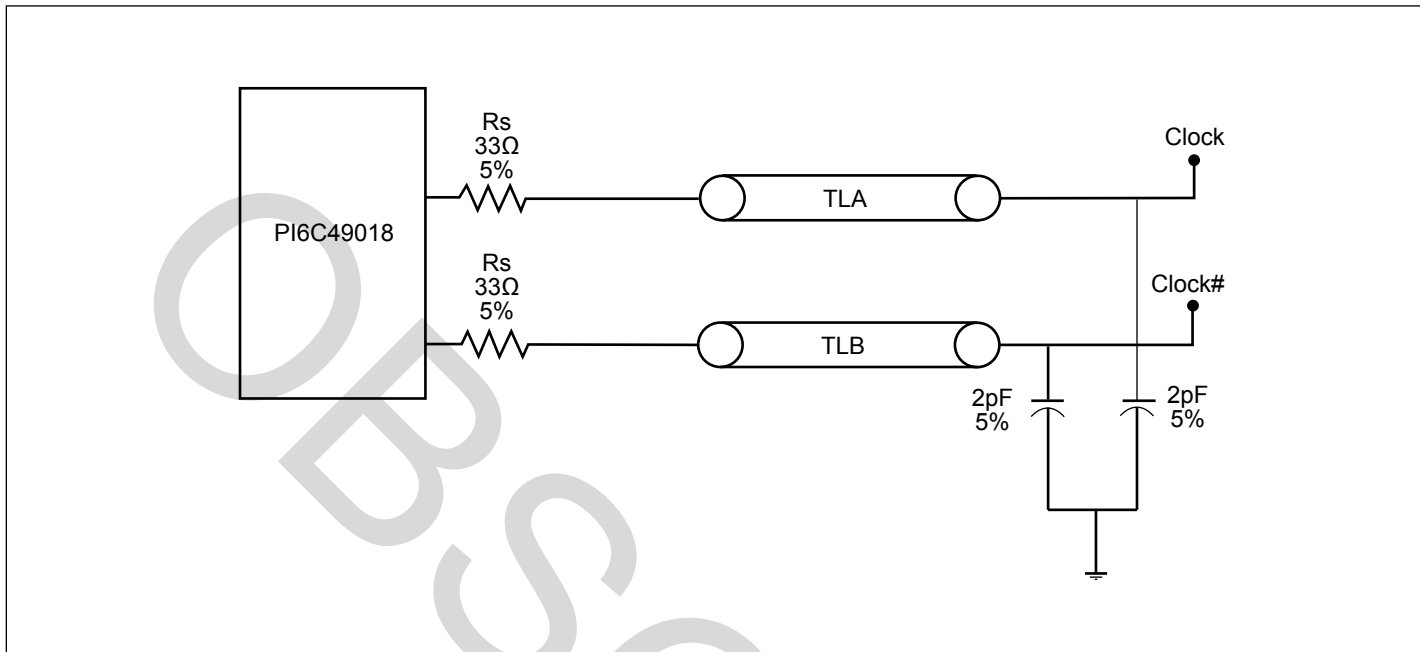 Rs
33Ω
5%
Clock
TLA
PI6C49018
Rs
33Ω
5%
Clock#
TLB
2pF
5%
2pF
5%
OBSO